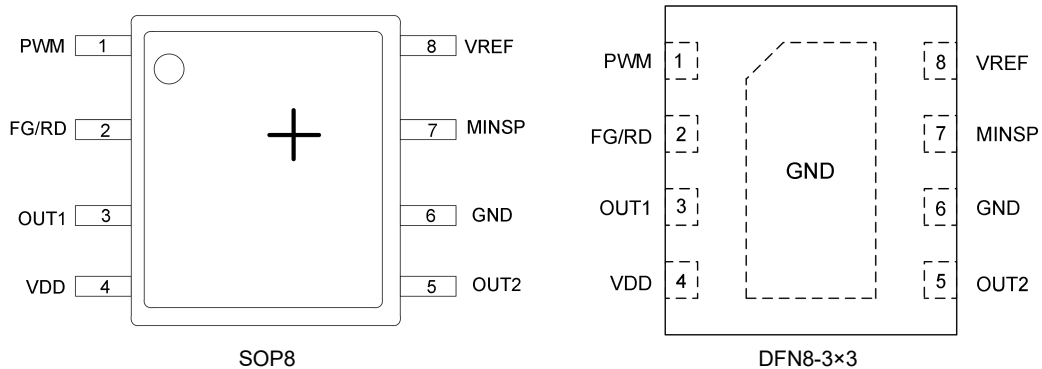 PWM 1 8 VREF
FG/RD 2 7 MINSP
OUT1 3 6 GND
VDD 4 5 OUT2
SOP8
PWM 1 8 VREF
FG/RD 2 7 MINSP
GND
OUT1 3 6 GND
VDD 4 5 OUT2
DFN8-3×3